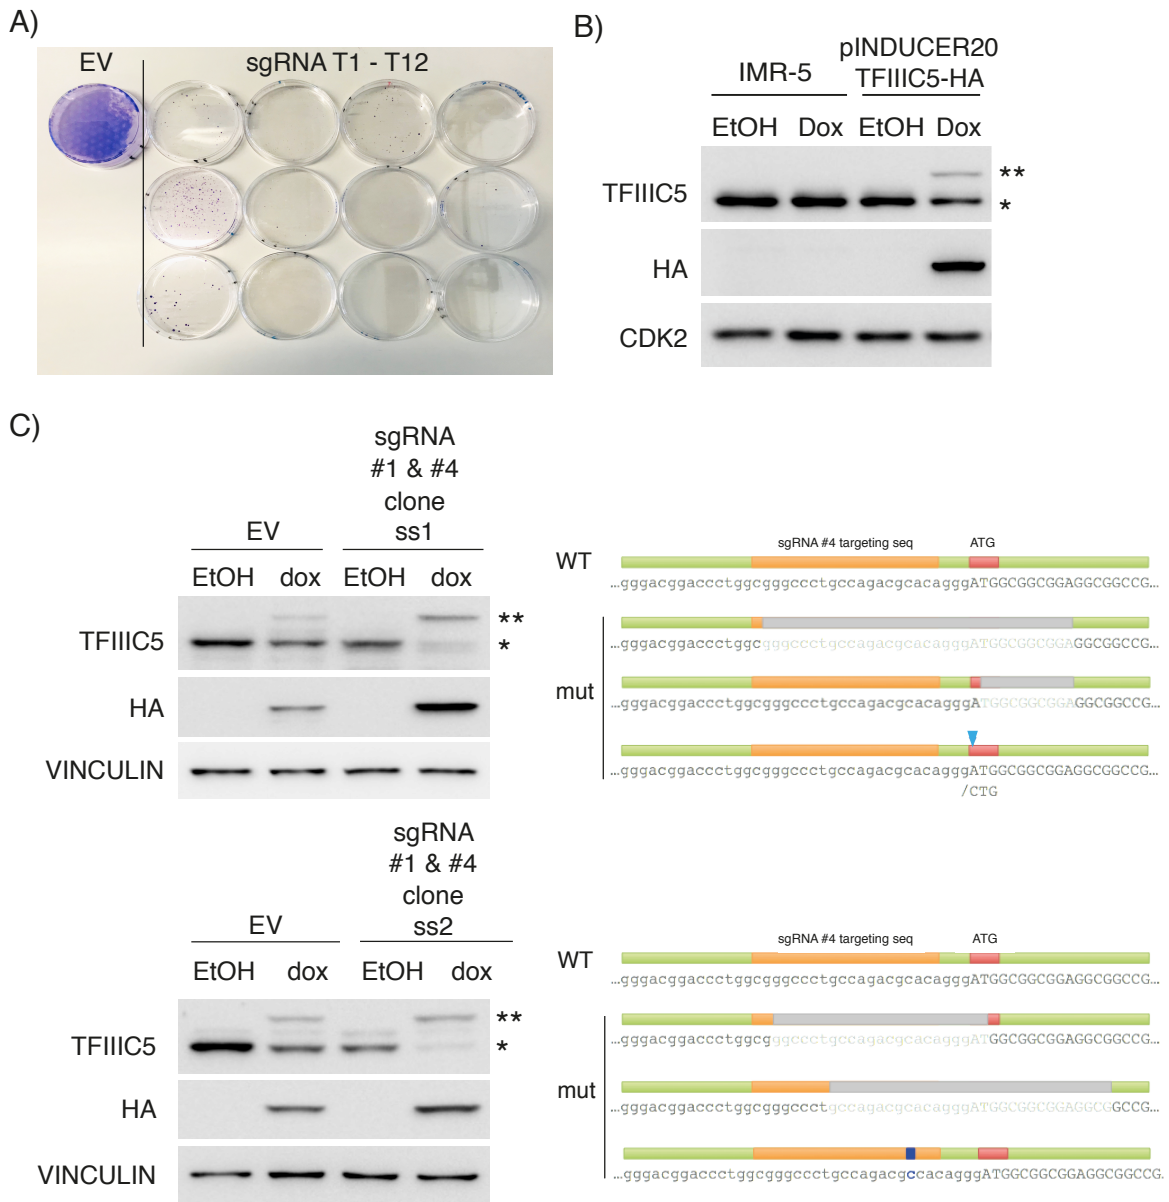 A)
EV
sgRNA T1 - T12
B)
IMR-5
pINDUCER20
TFIIIC5-HA
EtOH Dox EtOH Dox
TFIIIC5
**
*
HA
CDK2
C)
sgRNA
#1 & #4
clone
ss1
EV
EtOH dox EtOH dox
TFIIIC5
**
*
HA
VINCULIN
sgRNA #4 targeting seq ATG
WT
...gggacggaccctggcgggccctgccagacgcacagggATGGCGGCGGAGGCGGCCG...
...gggacggaccctggcgggccctgccagacgcacagggATGGCGGCGGAGGCGGCCG...
mut
...gggacggaccctggcgggccctgccagacgcacagggATGGCGGCGGAGGCGGCCG...
...gggacggaccctggcgggccctgccagacgcacagggATGGCGGCGGAGGCGGCCG...
/CTG
sgRNA
#1 & #4
clone
ss2
EV
EtOH dox EtOH dox
TFIIIC5
**
*
HA
VINCULIN
sgRNA #4 targeting seq ATG
WT
...gggacggaccctggcgggccctgccagacgcacagggATGGCGGCGGAGGCGGCCG...
...gggacggaccctggcgggccctgccagacgcacagggATGGCGGCGGAGGCGGCCG...
mut
...gggacggaccctggcgggccctgccagacgcacagggATGGCGGCGGAGGCGGCCG...
...gggacggaccctggcgggccctgccagacgccacagggATGGCGGCGGAGGCGGCCG...